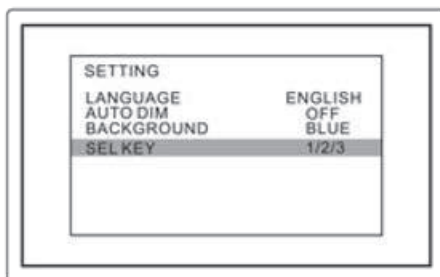 SETTING
LANGUAGE ENGLISH
AUTO DIM OFF
BACKGROUND BLUE
SEL KEY 1/2/3